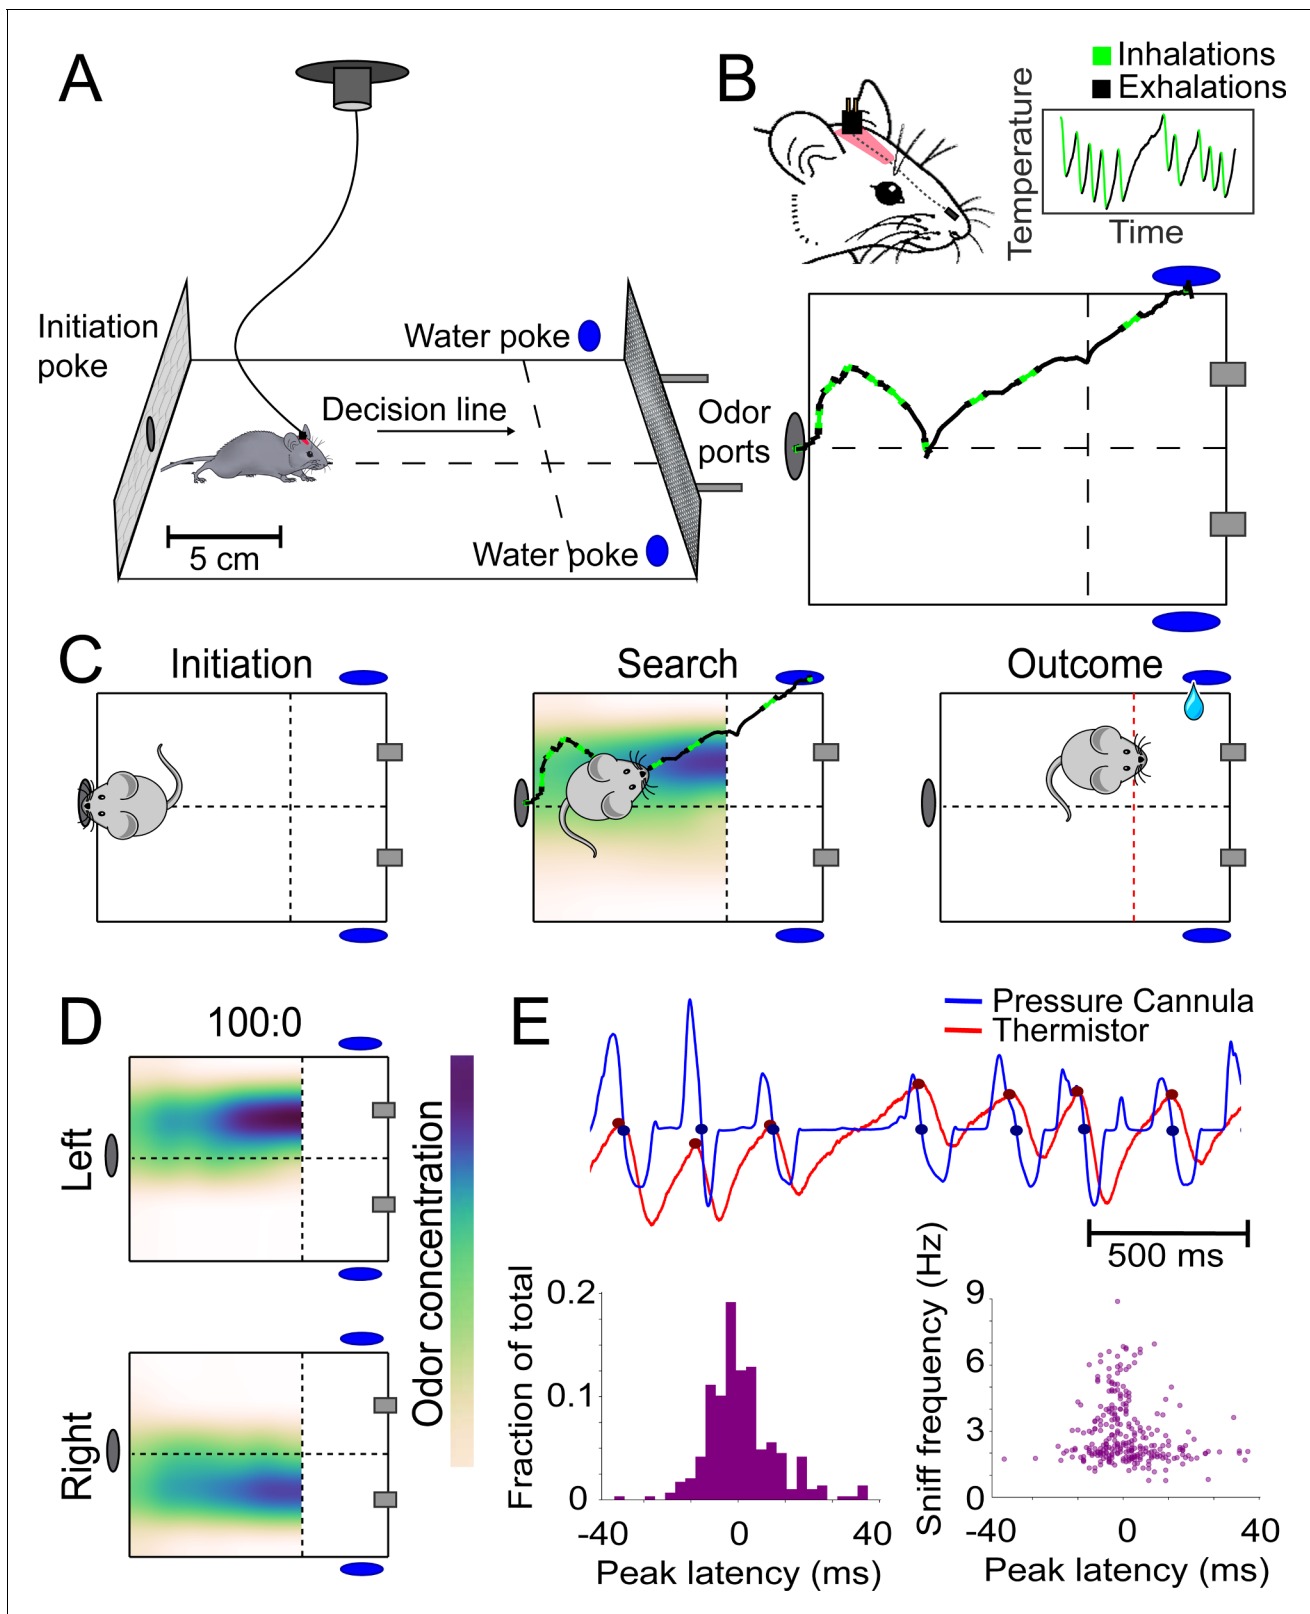 A
Initiation
poke
Water poke
Decision line
Odor
ports
Water poke
5 cm
B
Inhalations
Exhalations
Temperature
Time
C
Initiation
Search
Outcome
D
100:0
Left
Right
Odor concentration
E
Pressure Cannula
Thermistor
500 ms
Fraction of total
0.2
0.1
0
-40
0
40
Peak latency (ms)
Sniff frequency (Hz)
9
6
3
0
-40
0
40
Peak latency (ms)